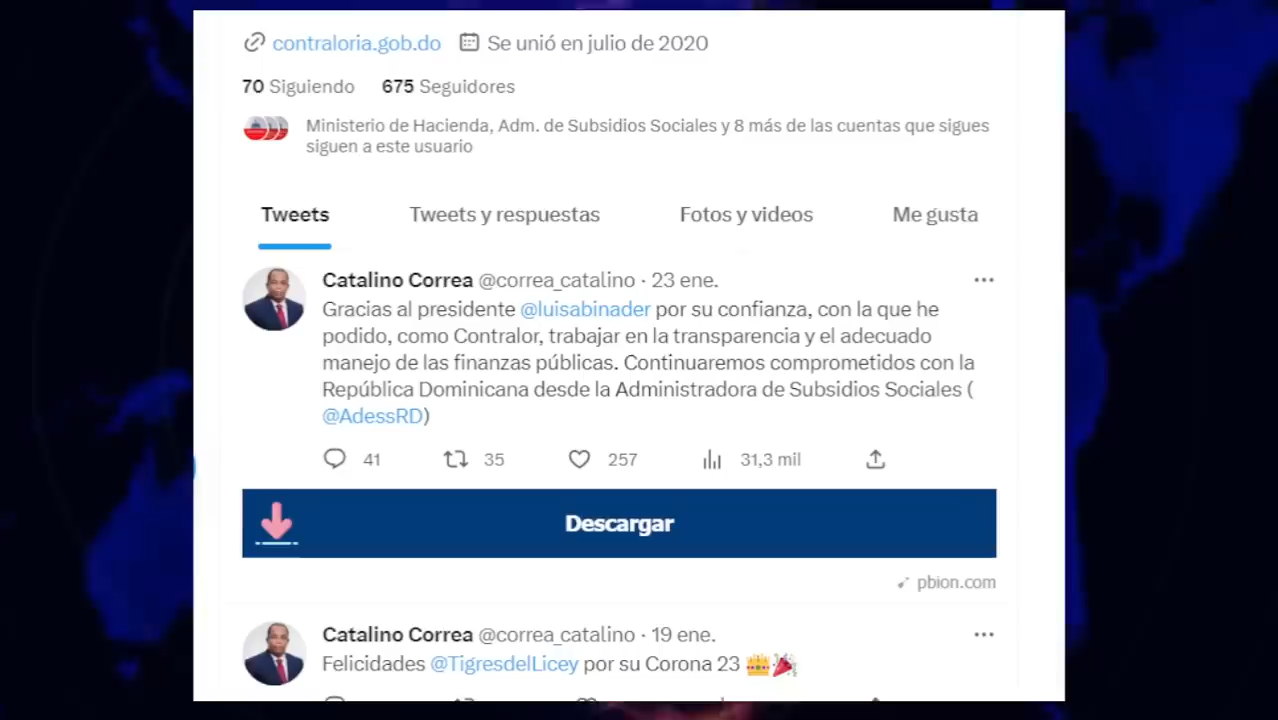 contraloria.gob.do Se unió en julio de 2020
70 Siguiendo 675 Seguidores
Ministerio de Hacienda, Adm. de Subsidios Sociales y 8 más de las cuentas que sigues
siguen a este usuario
Tweets Tweets y respuestas Fotos y videos Me gusta
Catalino Correa @correa_catalino · 23 ene.
Gracias al presidente @luisabinader por su confianza, con la que he
podido, como Contralor, trabajar en la transparencia y el adecuado
manejo de las finanzas públicas. Continuaremos comprometidos con la
República Dominicana desde la Administradora de Subsidios Sociales (
@AdessRD)
41 35 257 31,3 mil
Descargar
pbion.com
Catalino Correa @correa_catalino · 19 ene.
Felicidades @TigresdelLicey por su Corona 23 👑🎉